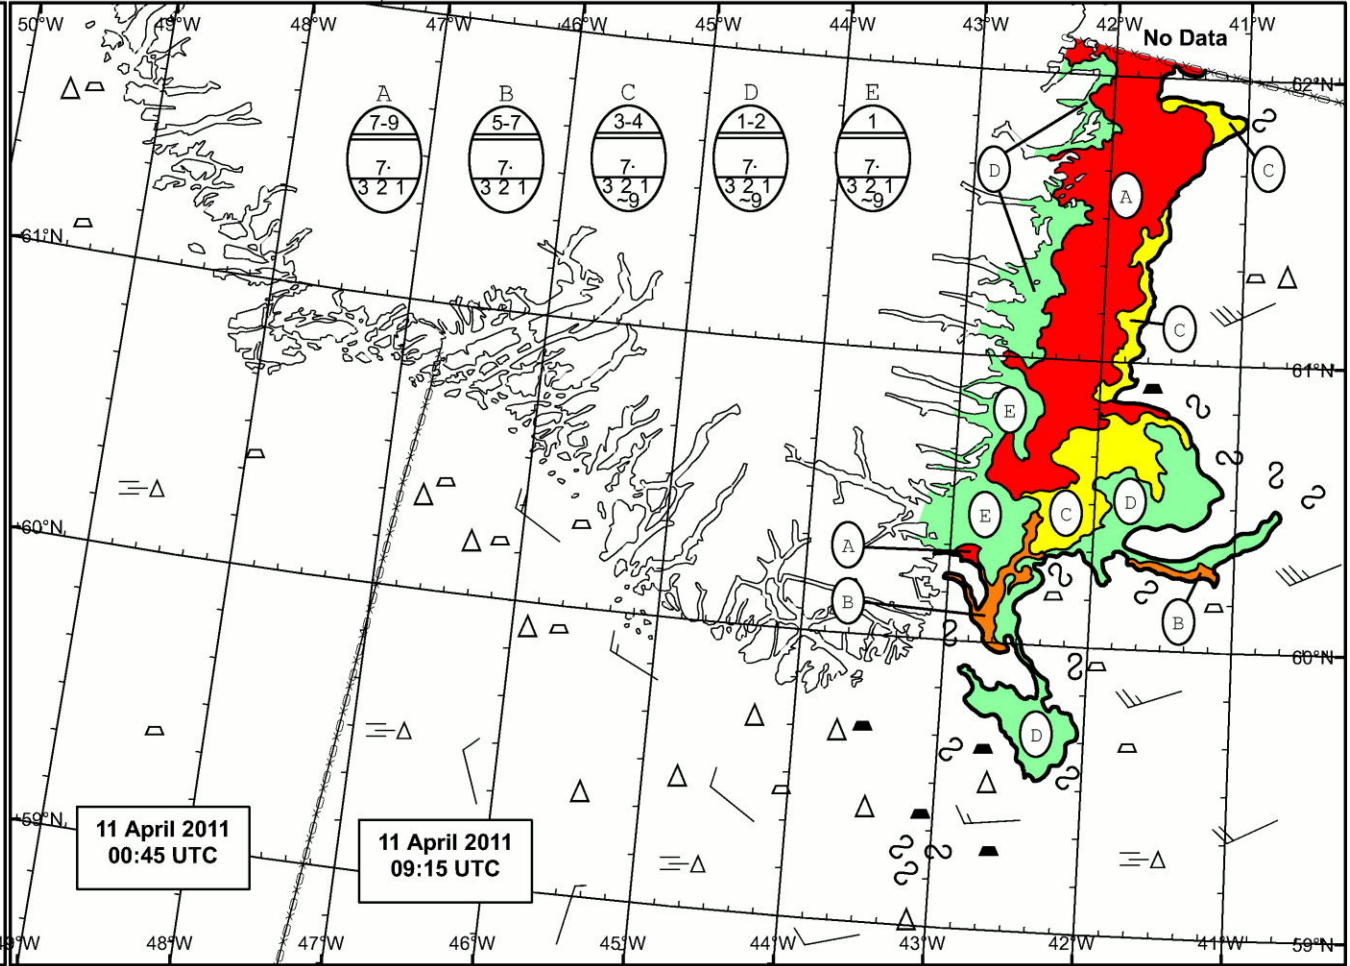 50°W 49°W 48°W 47°W 46°W 45°W 44°W 43°W 42°W 41°W
No Data
62°N
A B C D E
7-9 5-7 3-4 1-2 1
7· 7· 7· 7· 7·
3 2 1 3 2 1 3 2 1 3 2 1 3 2 1
~9 ~9 ~9
D
C
A
61°N
C
61°N
E
E
C
D
60°N
A
B
B
60°N
D
59°N
11 April 2011
00:45 UTC
11 April 2011
09:15 UTC
49°W 48°W 47°W 46°W 45°W 44°W 43°W 42°W 41°W 59°N